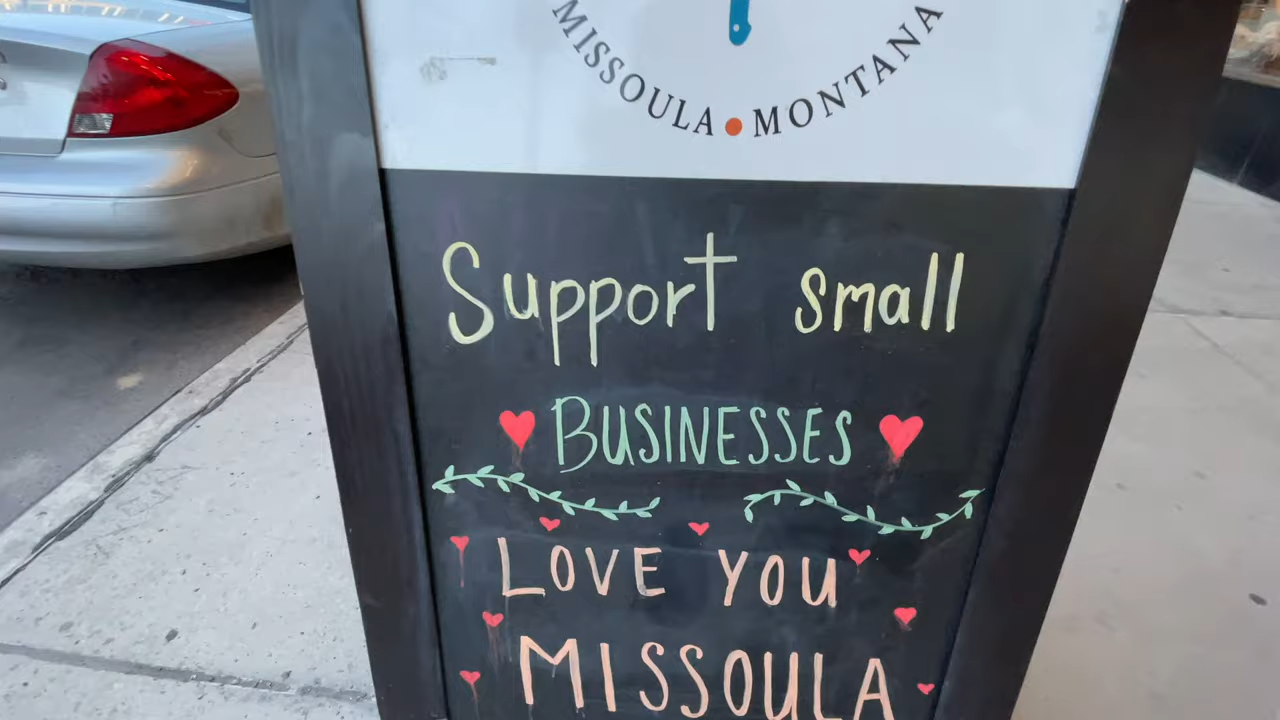 MISSOULA • MONTANA
Support small
BUSINESSES
LOVE YOU
MISSOULA